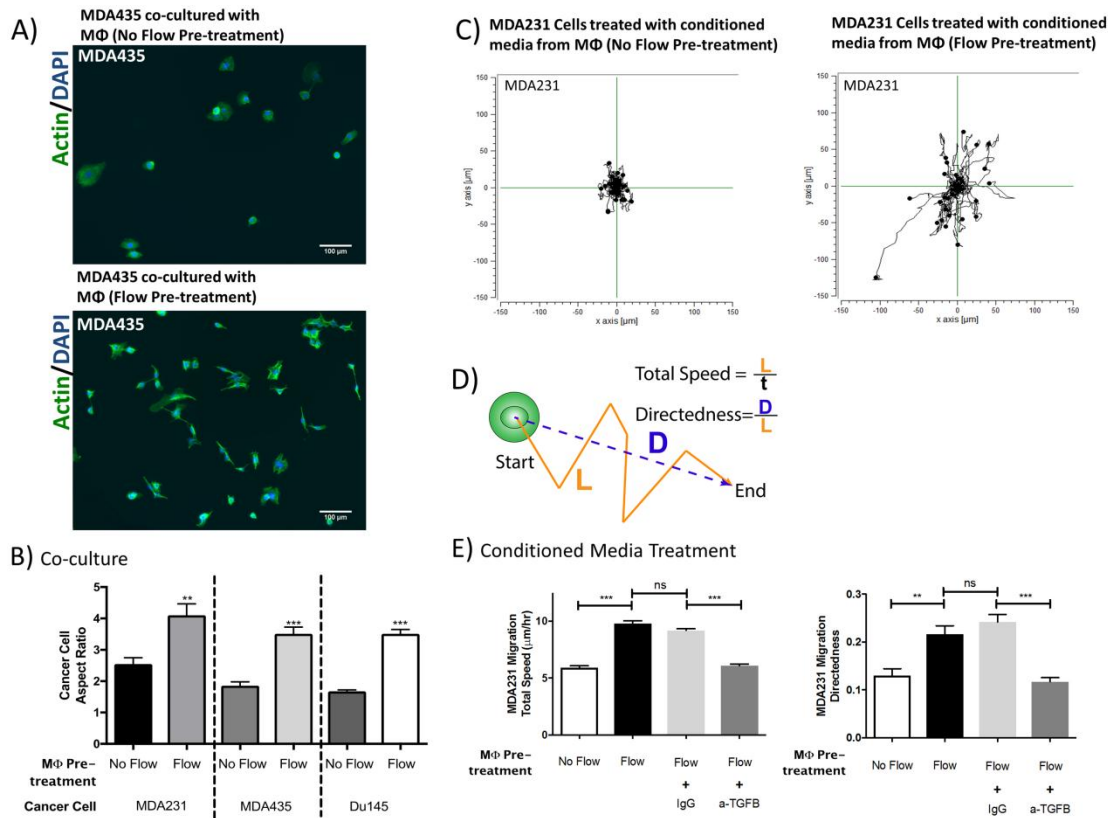 A)
MDA435 co-cultured with
MΦ (No Flow Pre-treatment)
MDA435
Actin/DAPI
100 µm
MDA435 co-cultured with
MΦ (Flow Pre-treatment)
MDA435
Actin/DAPI
100 µm
B) Co-culture
Cancer Cell
Aspect Ratio
5
4
3
2
1
0
**
***
***
MΦ Pre-
treatment
No Flow Flow No Flow Flow No Flow Flow
Cancer Cell MDA231 MDA435 Du145
C)
MDA231 Cells treated with conditioned
media from MΦ (No Flow Pre-treatment)
MDA231
y axis [µm]
150
100
50
0
-50
-100
-150
-150 -100 -50 0 50 100 150
x axis [µm]
MDA231 Cells treated with conditioned
media from MΦ (Flow Pre-treatment)
MDA231
y axis [µm]
150
100
50
0
-50
-100
-150
-150 -100 -50 0 50 100 150
x axis [µm]
D)
Total Speed = L
t
Directedness= D
L
Start
L
D
End
E) Conditioned Media Treatment
MDA231 Migration
Total Speed (µm/hr)
10
5
0
***
ns
***
MΦ Pre-
treatment
No Flow Flow Flow Flow
+ +
IgG a-TGFB
MDA231 Migration
Directedness
0.3
0.2
0.1
0.0
**
ns
***
MΦ Pre-
treatment
No Flow Flow Flow Flow
+ +
IgG a-TGFB